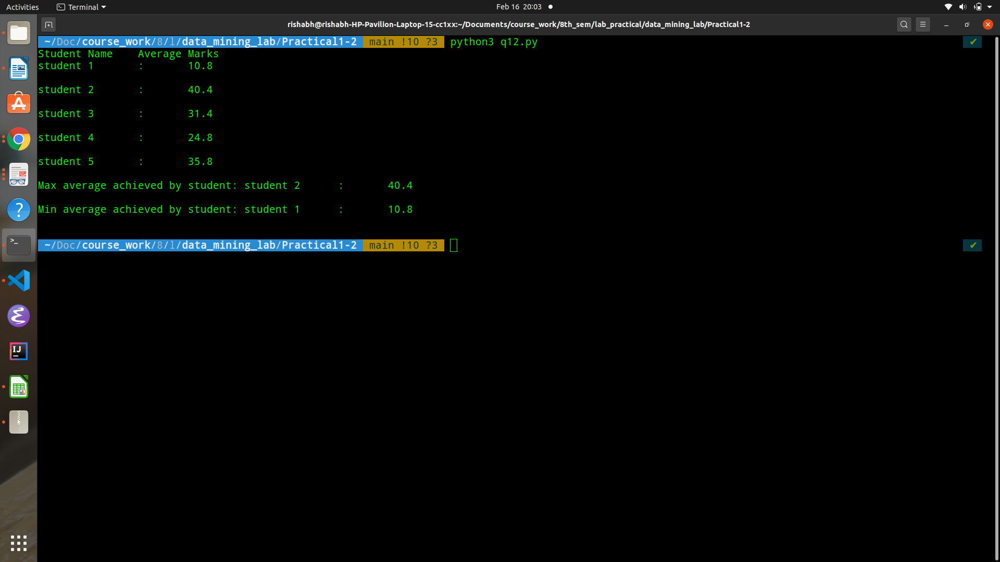 Activities Terminal Feb 16 20:03
rishabh@rishabh-HP-Pavilion-Laptop-15-cc1xx:~/Documents/course_work/8th_sem/lab_practical/data_mining_lab/Practical1-2
~/Doc/course_work/8/l/data_mining_lab/Practical1-2 main !10 ?3 python3 q12.py ✔
Student Name Average Marks
student 1 : 10.8
student 2 : 40.4
student 3 : 31.4
student 4 : 24.8
student 5 : 35.8
Max average achieved by student: student 2 : 40.4
Min average achieved by student: student 1 : 10.8
~/Doc/course_work/8/l/data_mining_lab/Practical1-2 main !10 ?3 ✔